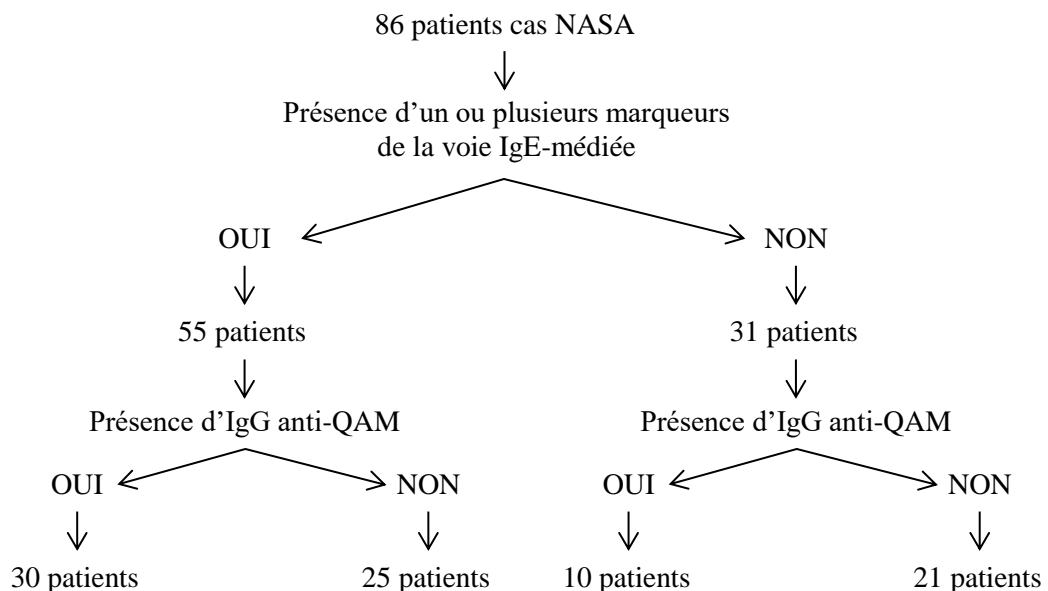 86 patients cas NASA
Présence d'un ou plusieurs marqueurs
de la voie IgE-médiée
OUI
NON
55 patients
31 patients
Présence d'IgG anti-QAM
Présence d'IgG anti-QAM
OUI
NON
OUI
NON
30 patients
25 patients
10 patients
21 patients